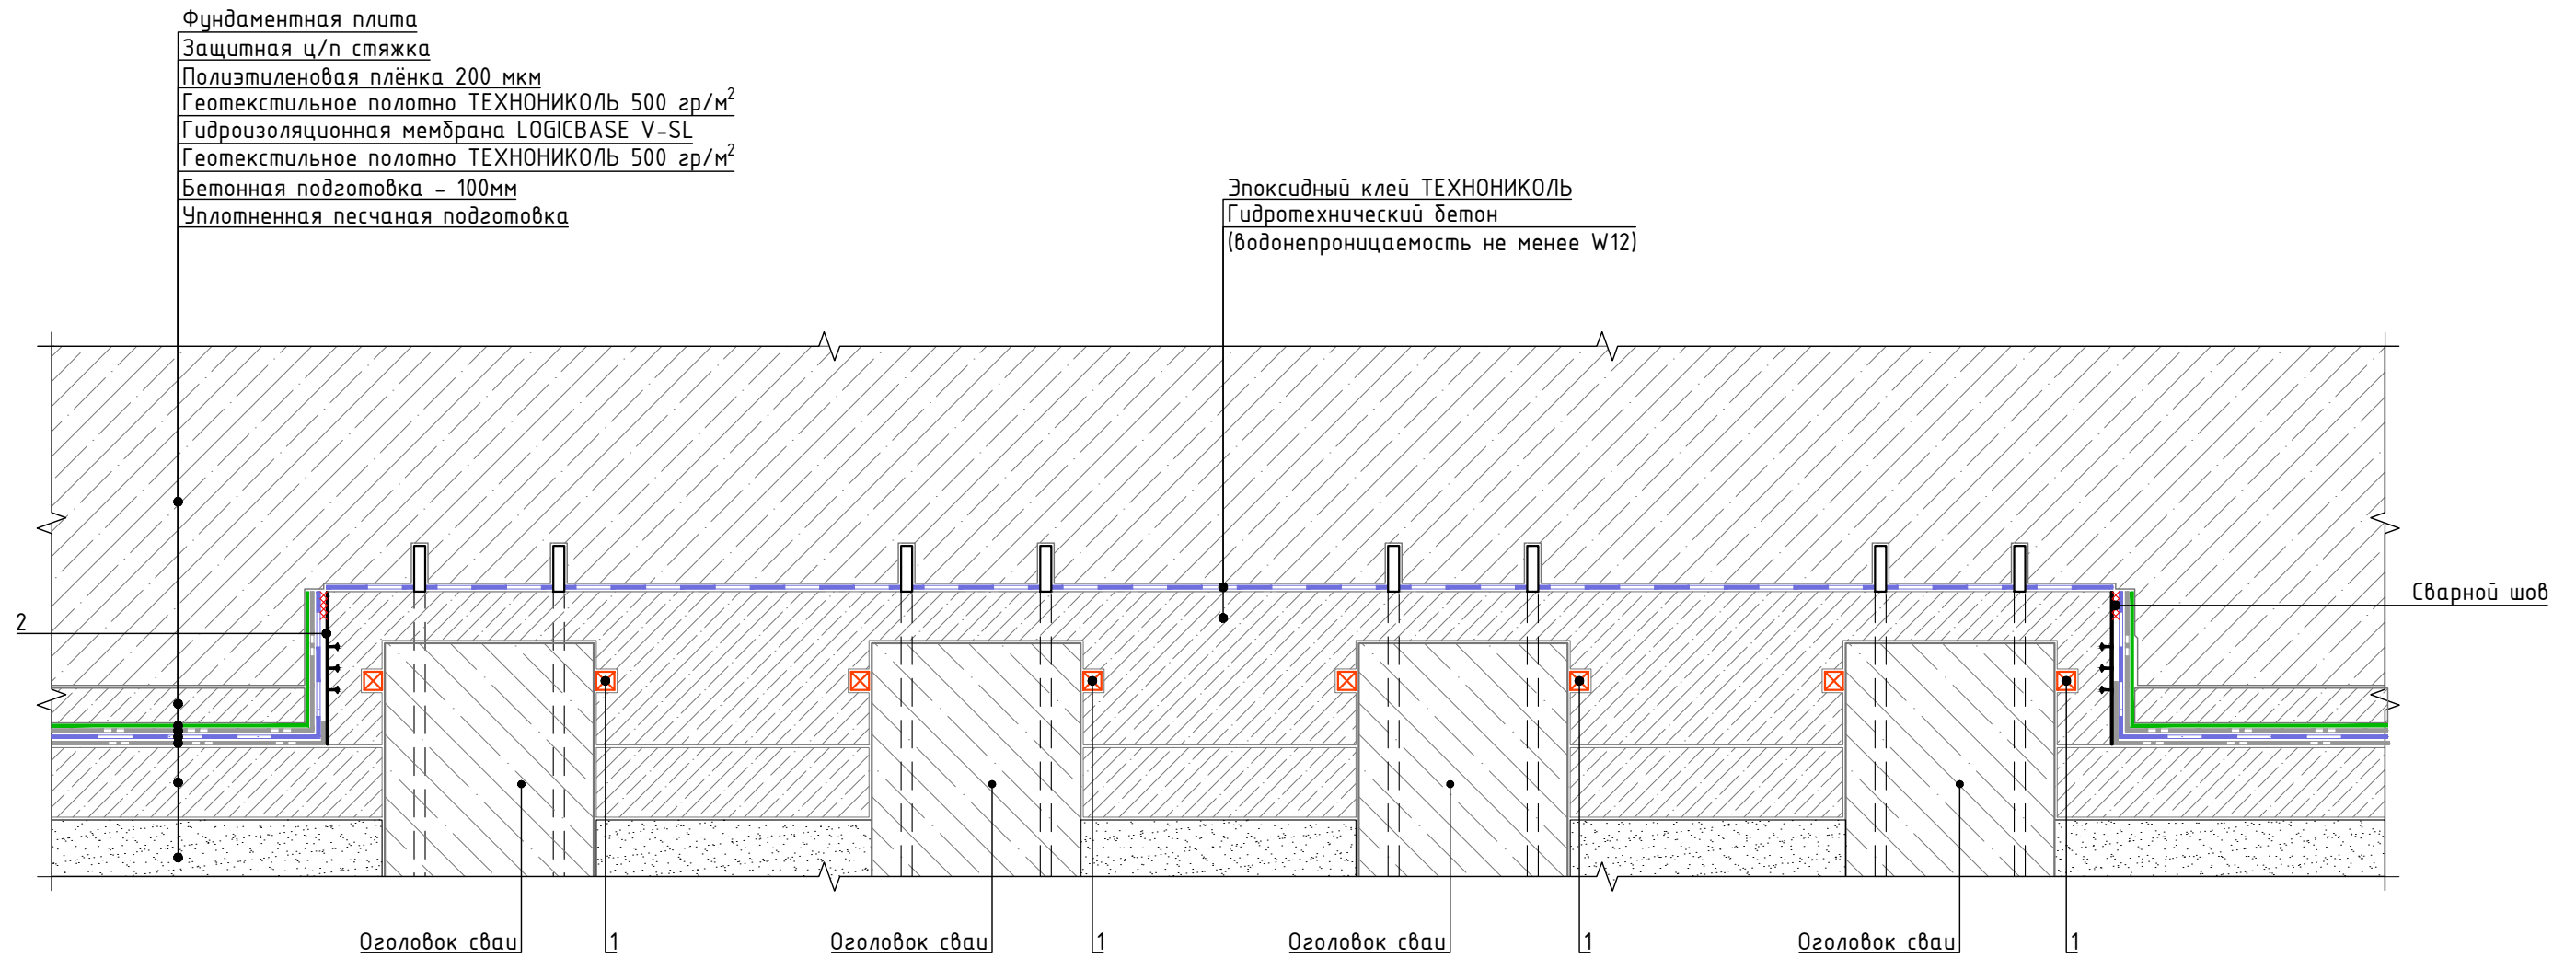 Фундаментная плита
Защитная ц/п стяжка
Полиэтиленовая плёнка 200 мкм
Геотекстильное полотно ТЕХНОНИКОЛЬ 500 гр/м²
Гидроизоляционная мембрана LOGICBASE V-SL
Геотекстильное полотно ТЕХНОНИКОЛЬ 500 гр/м²
Бетонная подготовка - 100мм
Уплотненная песчаная подготовка
Эпоксидный клей ТЕХНОНИКОЛЬ
Гидротехнический бетон
(водонепроницаемость не менее W12)
Сварной шов
2
Оголовок сваи
1
Оголовок сваи
1
Оголовок сваи
1
Оголовок сваи
1